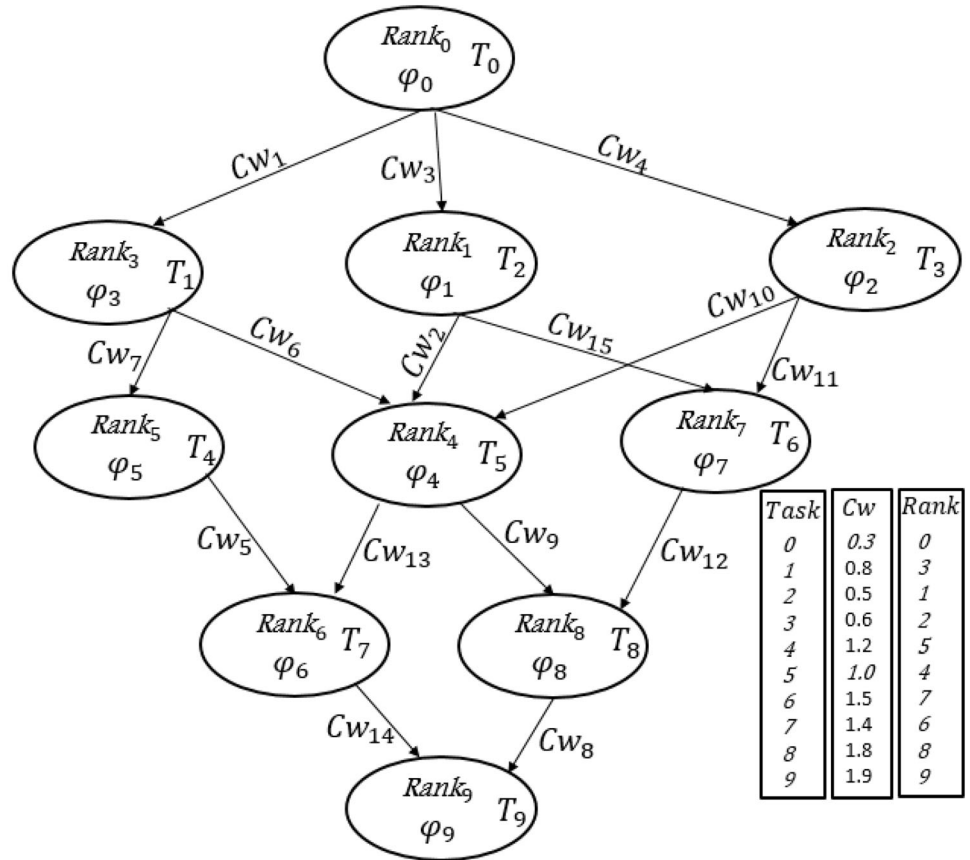 Rank₀ T₀
φ₀
Cw₁ Cw₃ Cw₄
Rank₃ T₁
φ₃
Rank₁ T₂
φ₁
Rank₂ T₃
φ₂
Cw₇ Cw₆ Cw₂ Cw₁₅ Cw₁₀ Cw₁₁
Rank₅ T₄
φ₅
Rank₄ T₅
φ₄
Rank₇ T₆
φ₇
Cw₅ Cw₁₃ Cw₉ Cw₁₂
Rank₆ T₇
φ₆
Rank₈ T₈
φ₈
Cw₁₄ Cw₈
Rank₉ T₉
φ₉
Task Cw Rank
0 0.3 0
1 0.8 3
2 0.5 1
3 0.6 2
4 1.2 5
5 1.0 4
6 1.5 7
7 1.4 6
8 1.8 8
9 1.9 9